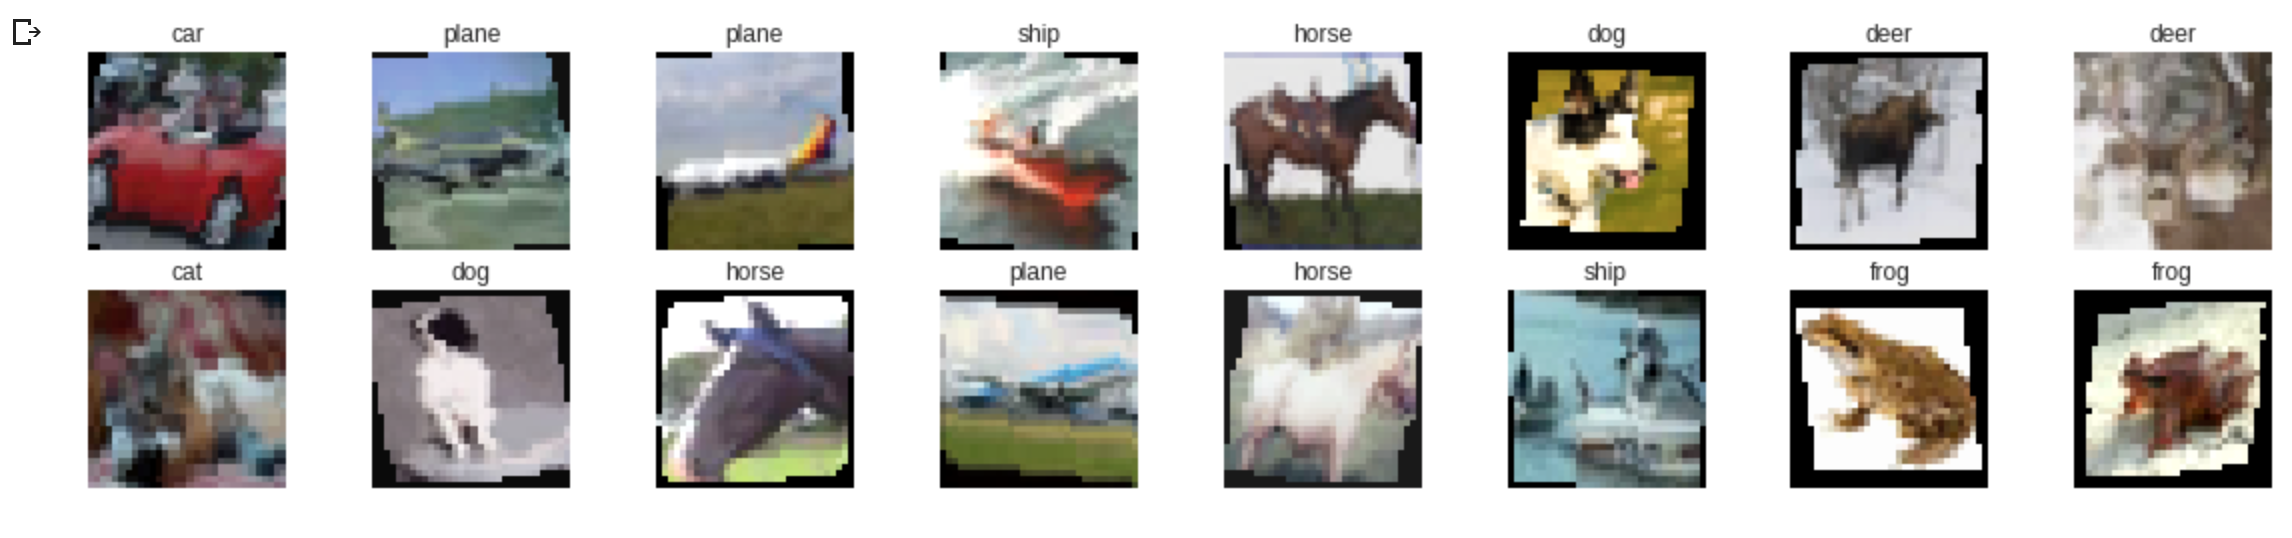 car plane plane ship horse dog deer deer
cat dog horse plane horse ship frog frog